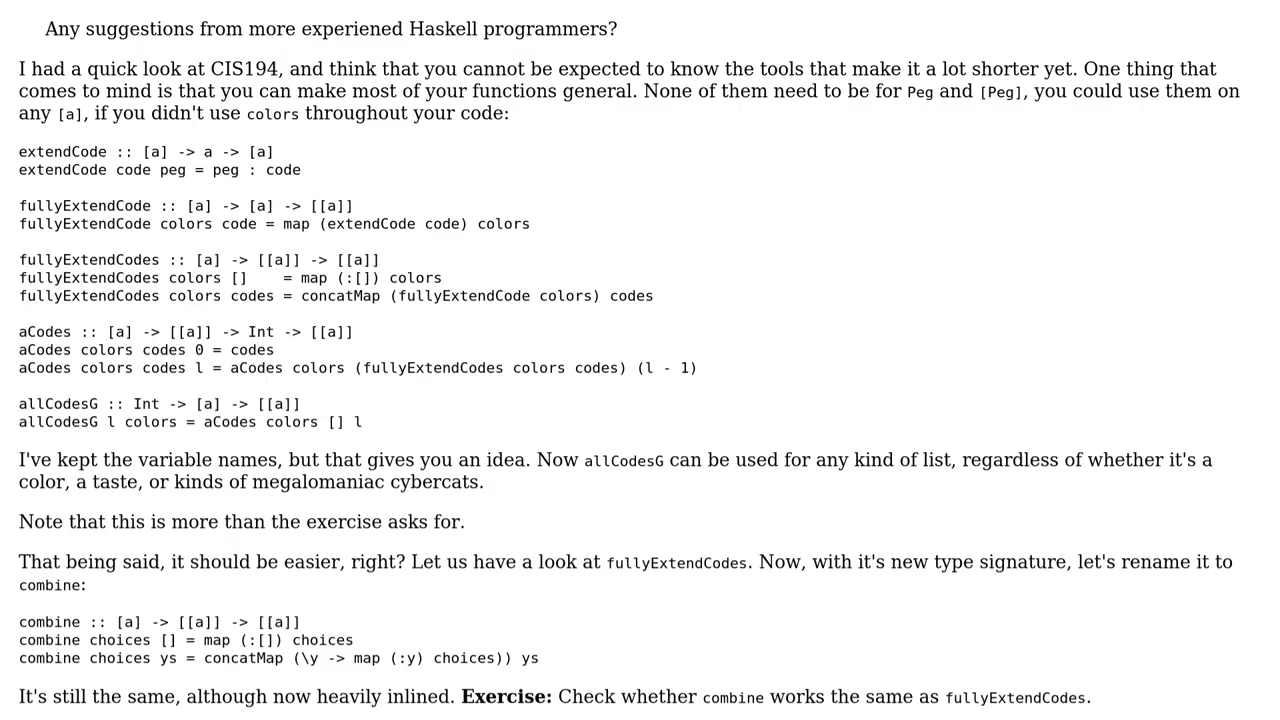 Any suggestions from more experiened Haskell programmers?
I had a quick look at CIS194, and think that you cannot be expected to know the tools that make it a lot shorter yet. One thing that
comes to mind is that you can make most of your functions general. None of them need to be for Peg and [Peg], you could use them on
any [a], if you didn't use colors throughout your code:
extendCode :: [a] -> a -> [a]
extendCode code peg = peg : code
fullyExtendCode :: [a] -> [a] -> [[a]]
fullyExtendCode colors code = map (extendCode code) colors
fullyExtendCodes :: [a] -> [[a]] -> [[a]]
fullyExtendCodes colors []    = map (:[]) colors
fullyExtendCodes colors codes = concatMap (fullyExtendCode colors) codes
aCodes :: [a] -> [[a]] -> Int -> [[a]]
aCodes colors codes 0 = codes
aCodes colors codes l = aCodes colors (fullyExtendCodes colors codes) (l - 1)
allCodesG :: Int -> [a] -> [[a]]
allCodesG l colors = aCodes colors [] l
I've kept the variable names, but that gives you an idea. Now allCodesG can be used for any kind of list, regardless of whether it's a
color, a taste, or kinds of megalomaniac cybercats.
Note that this is more than the exercise asks for.
That being said, it should be easier, right? Let us have a look at fullyExtendCodes. Now, with it's new type signature, let's rename it to
combine:
combine :: [a] -> [[a]] -> [[a]]
combine choices [] = map (:[]) choices
combine choices ys = concatMap (\y -> map (:y) choices)) ys
It's still the same, although now heavily inlined. Exercise: Check whether combine works the same as fullyExtendCodes.